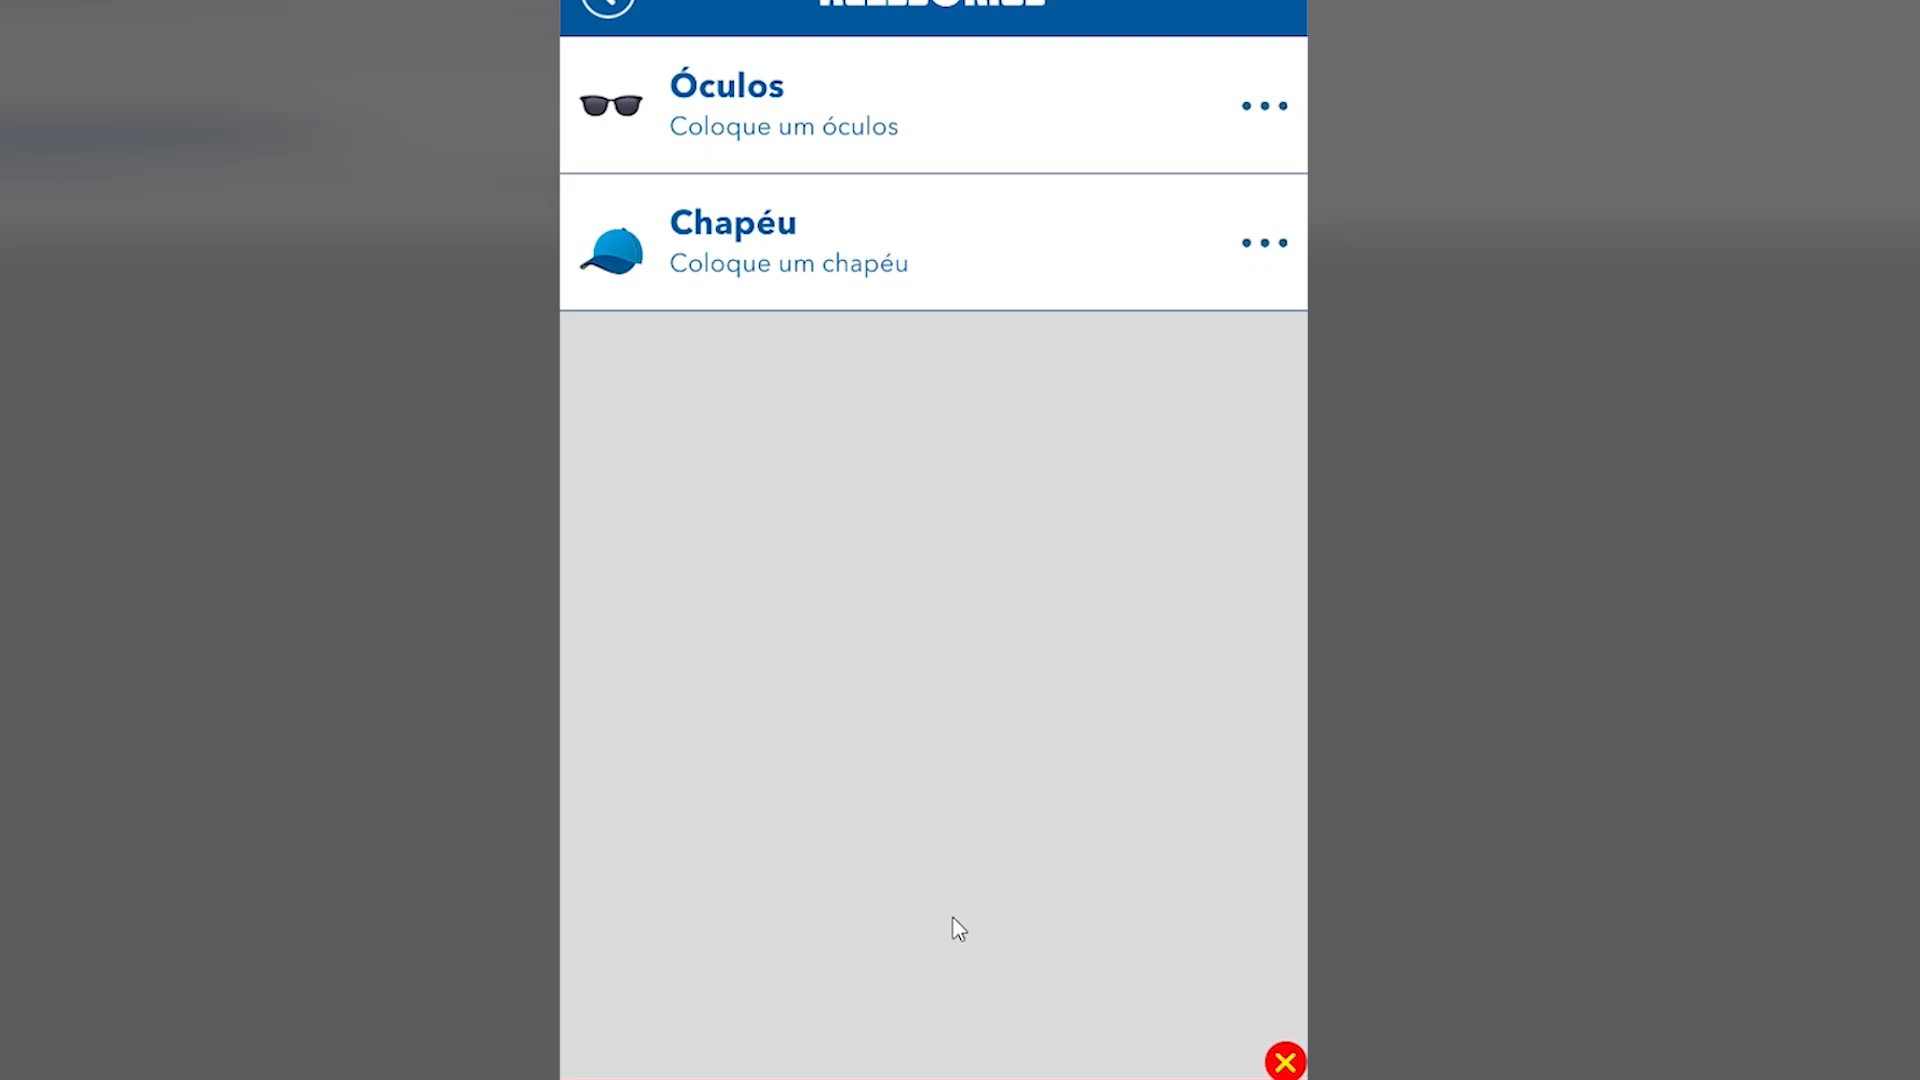 Óculos
Coloque um óculos
Chapéu
Coloque um chapéu